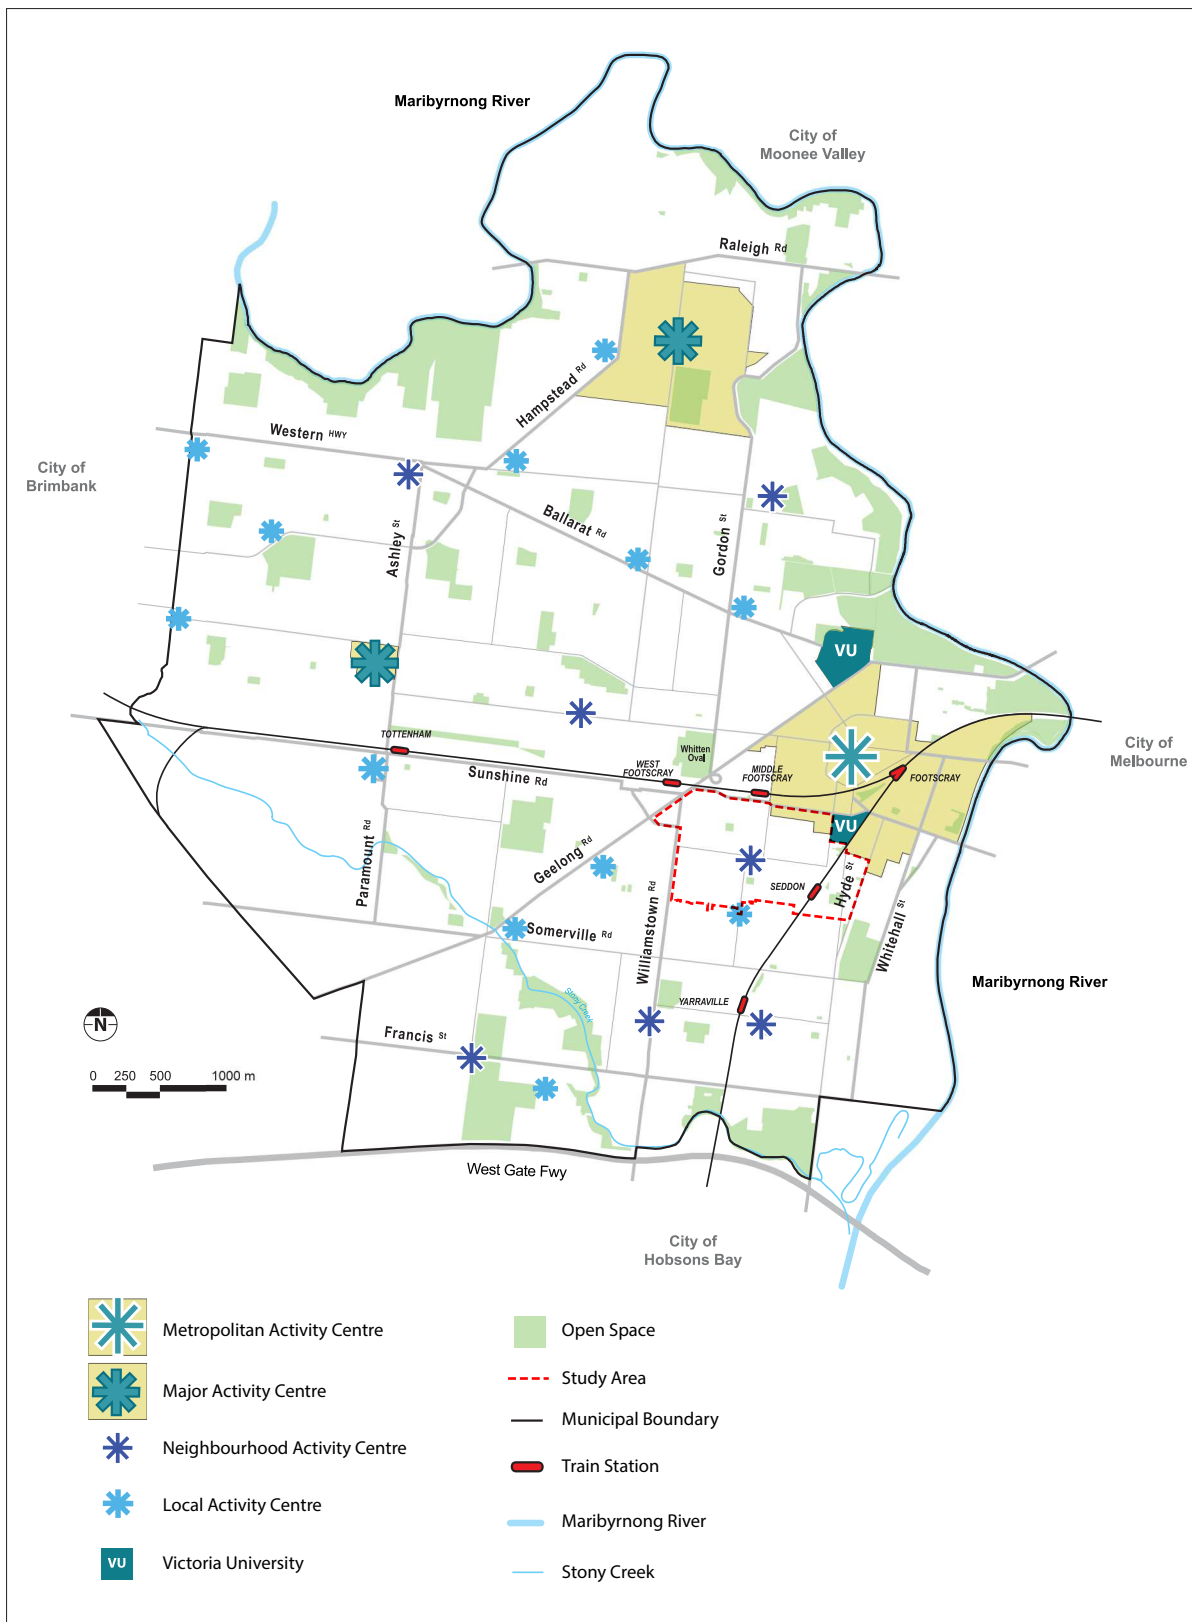 Maribyrnong River
City of
Moonee Valley
Raleigh Rd
Hampstead Rd
Western HWY
City of
Brimbank
Ballarat Rd
Ashley St
Gordon St
VU
TOTTENHAM
Whitten
Oval
WEST
FOOTSCRAY
MIDDLE
FOOTSCRAY
FOOTSCRAY
City of
Melbourne
Sunshine Rd
VU
Paramount Rd
Geelong Rd
SEDDON
Hyde St
Williamstown Rd
Whitehall St
Somerville Rd
Maribyrnong River
Stony Creek
YARRAVILLE
N
Francis St
0 250 500 1000 m
West Gate Fwy
City of
Hobsons Bay
Metropolitan Activity Centre
Major Activity Centre
Neighbourhood Activity Centre
Local Activity Centre
VU Victoria University
Open Space
Study Area
Municipal Boundary
Train Station
Maribyrnong River
Stony Creek